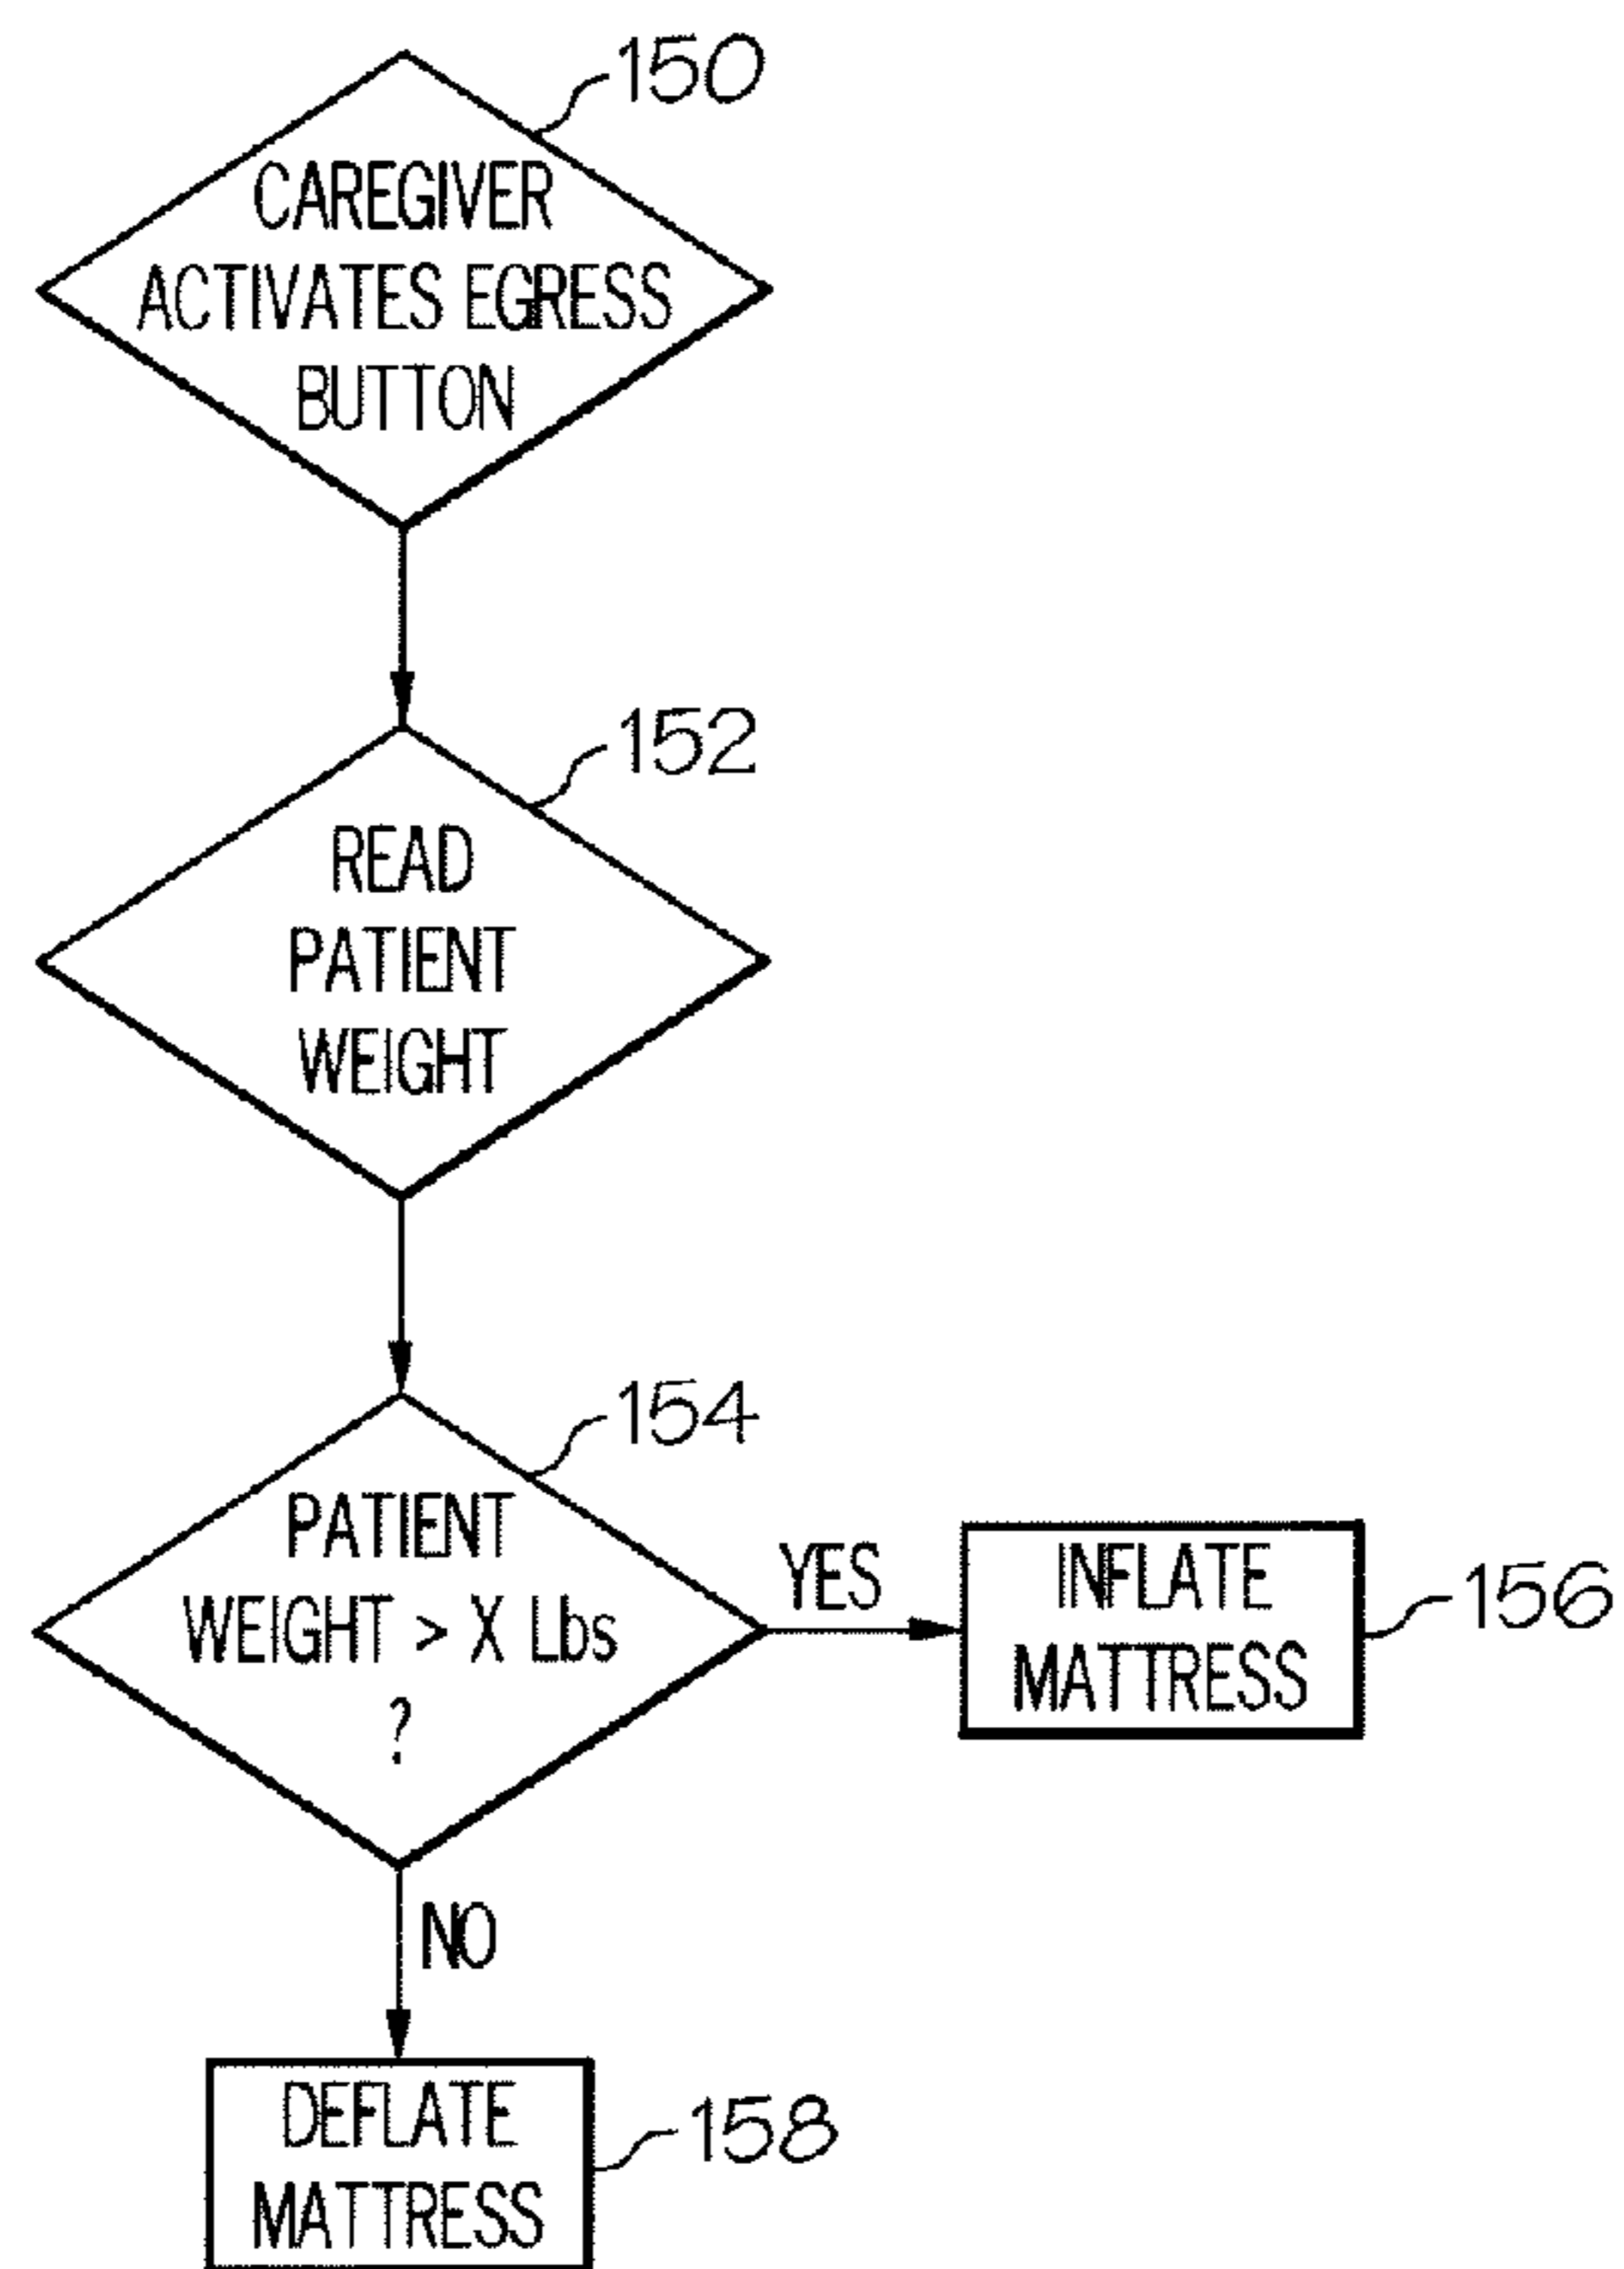 150
CAREGIVER
ACTIVATES EGRESS
BUTTON
152
READ
PATIENT
WEIGHT
154
PATIENT
WEIGHT > X Lbs
?
YES
INFLATE
MATTRESS
156
NO
DEFLATE
MATTRESS
158